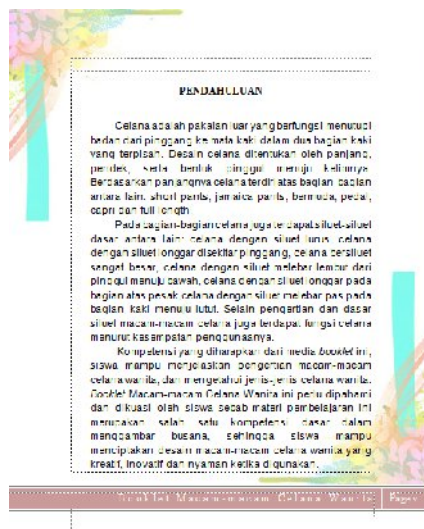 PENDAHULUAN
Celana adalah pakaian luar yang berfungsi menutupi
badan dari pinggang ke mata kaki dalam dua bagian kaki
yang terpisah. Desain celana ditentukan oleh panjang,
pendek, serta bentuk pinggul menuju kelimnya.
Berdasarkan panjangnya celana terdiri atas bagian-bagian
antara lain: short pants, jamaica pants, bermuda, pedal,
capri dan full length
Pada bagian-bagian celana juga terdapat siluet-siluet
dasar antara lain: celana dengan siluet lurus, celana
dengan siluet longgar disekitar pinggang, celana bersiluet
sangat besar, celana dengan siluet melebar lembut dari
pinggul menuju bawah, celana dengan siluet longgar pada
bagian atas pesak celana dengan siluet melebar pas pada
bagian kaki menuju lutut. Selain pengertian dan dasar
siluet macam-macam celana juga terdapat fungsi celana
menurut kesempatan penggunaanya.
Kompetensi yang diharapkan dari media booklet ini,
siswa mampu menjelaskan pengertian macam-macam
celana wanita, dan mengetahui jenis-jenis celana wanita.
Booklet Macam-macam Celana Wanita ini perlu dipahami
dan dikuasi oleh siswa sebab materi pembelajaran ini
merupakan salah satu kompetensi dasar dalam
menggambar busana, sehingga siswa mampu
menciptakan desain macam-macam celana wanita yang
kreatif, inovatif dan nyaman ketika digunakan.
Booklet Macam-macam Celana Wanita Pages